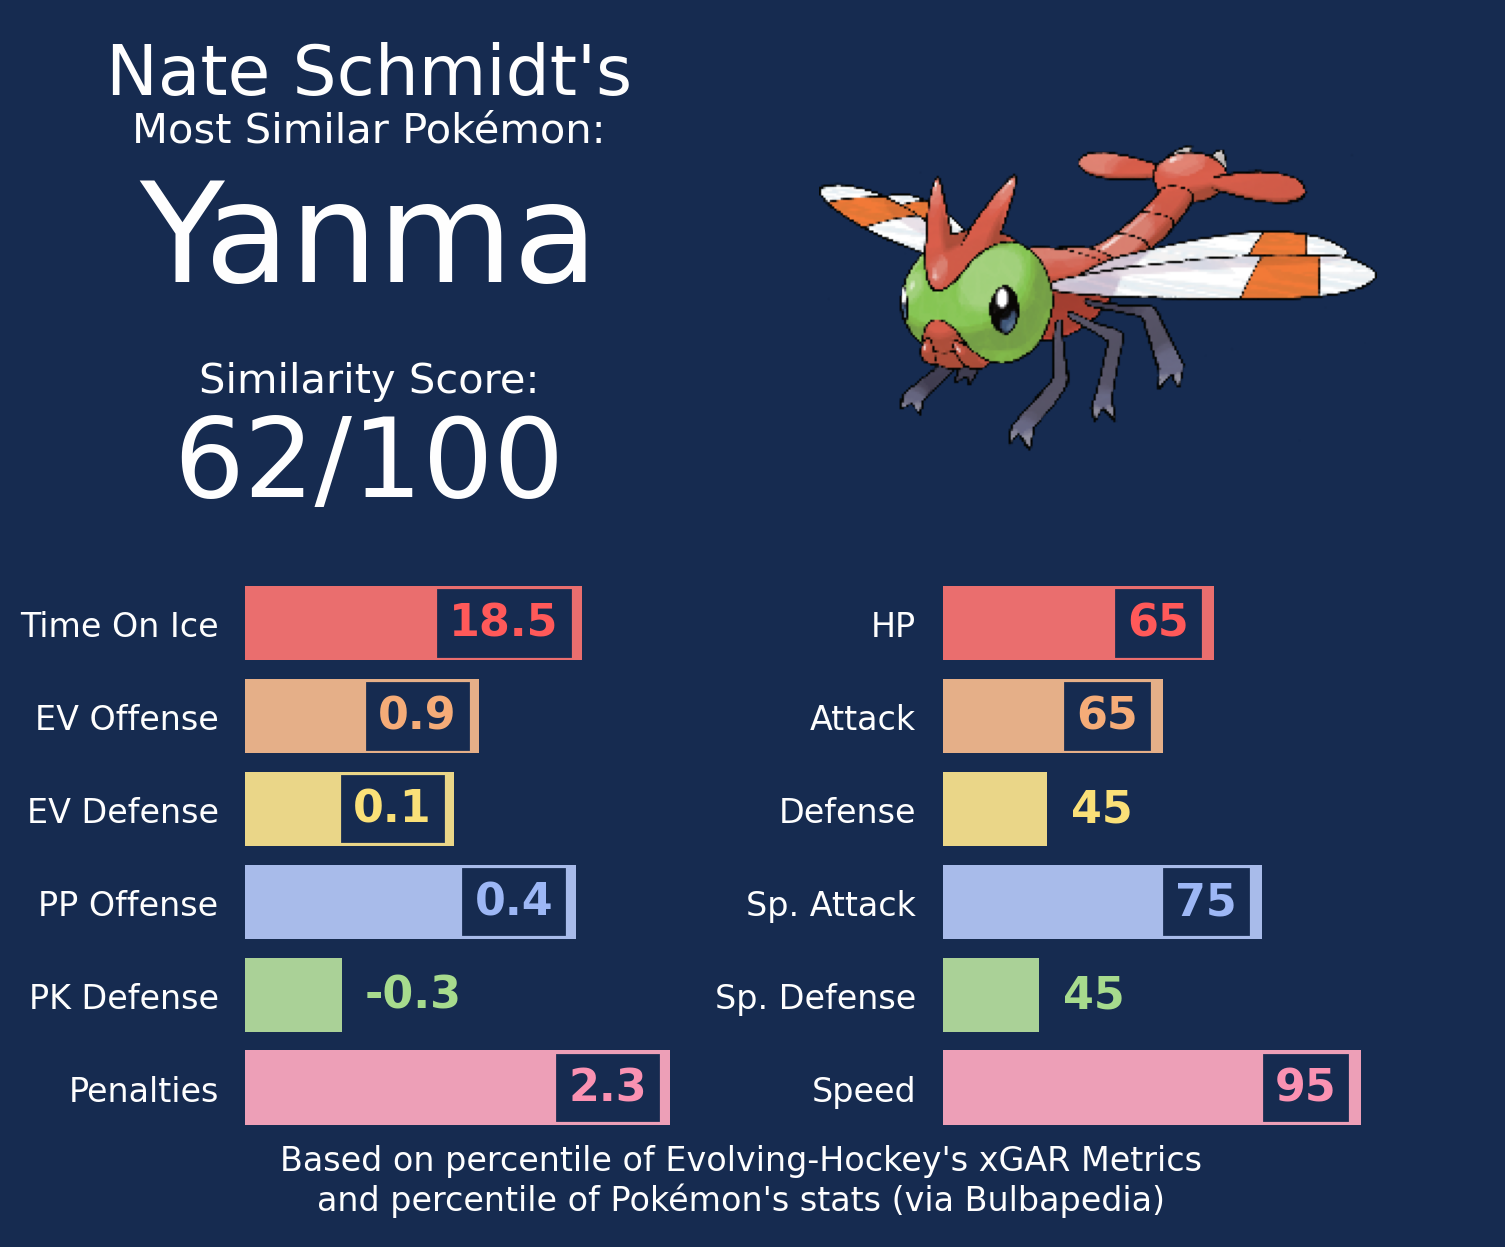 Nate Schmidt's
Most Similar Pokémon:
Yanma
Similarity Score:
62/100
Time On Ice 18.5
EV Offense 0.9
EV Defense 0.1
PP Offense 0.4
PK Defense -0.3
Penalties 2.3
HP 65
Attack 65
Defense 45
Sp. Attack 75
Sp. Defense 45
Speed 95
Based on percentile of Evolving-Hockey's xGAR Metrics
and percentile of Pokémon's stats (via Bulbapedia)